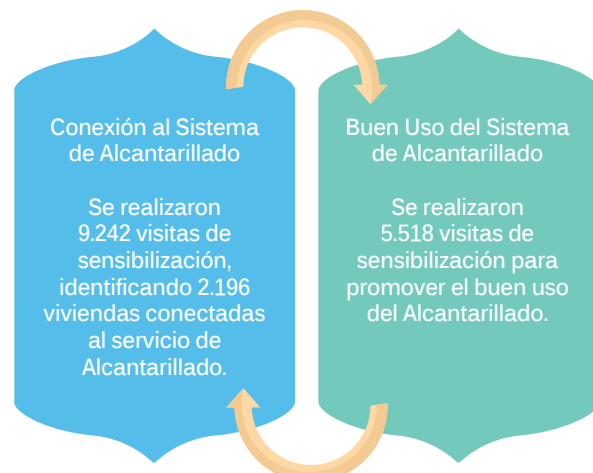 Conexión al Sistema
de Alcantarillado
Se realizaron
9.242 visitas de
sensibilización,
identificando 2.196
viviendas conectadas
al servicio de
Alcantarillado.
Buen Uso del Sistema
de Alcantarillado
Se realizaron
5.518 visitas de
sensibilización para
promover el buen uso
del Alcantarillado.